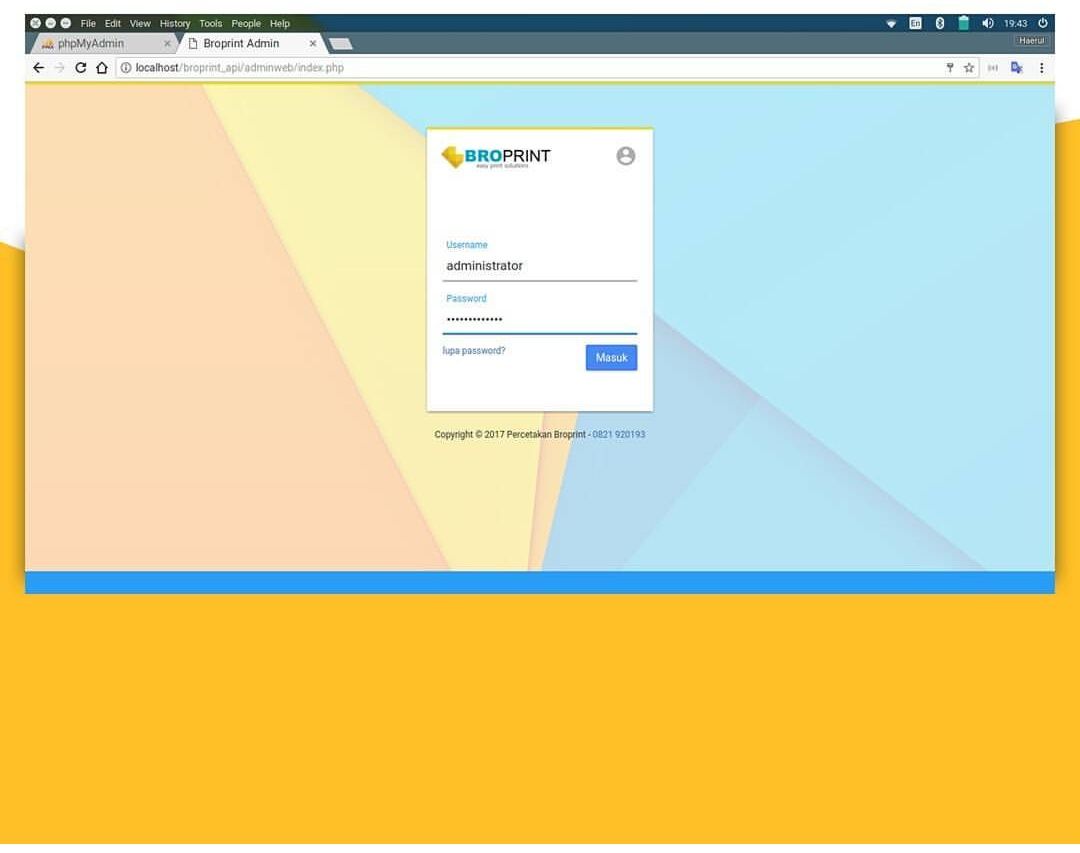 File Edit View History Tools People Help
En 19:43
phpMyAdmin
Broprint Admin
Haerul
localhost/broprint_api/adminweb/index.php
BROPRINT
easy print solutions
Username
administrator
Password
•••••••••••••
lupa password?
Masuk
Copyright © 2017 Percetakan Broprint - 0821 920193